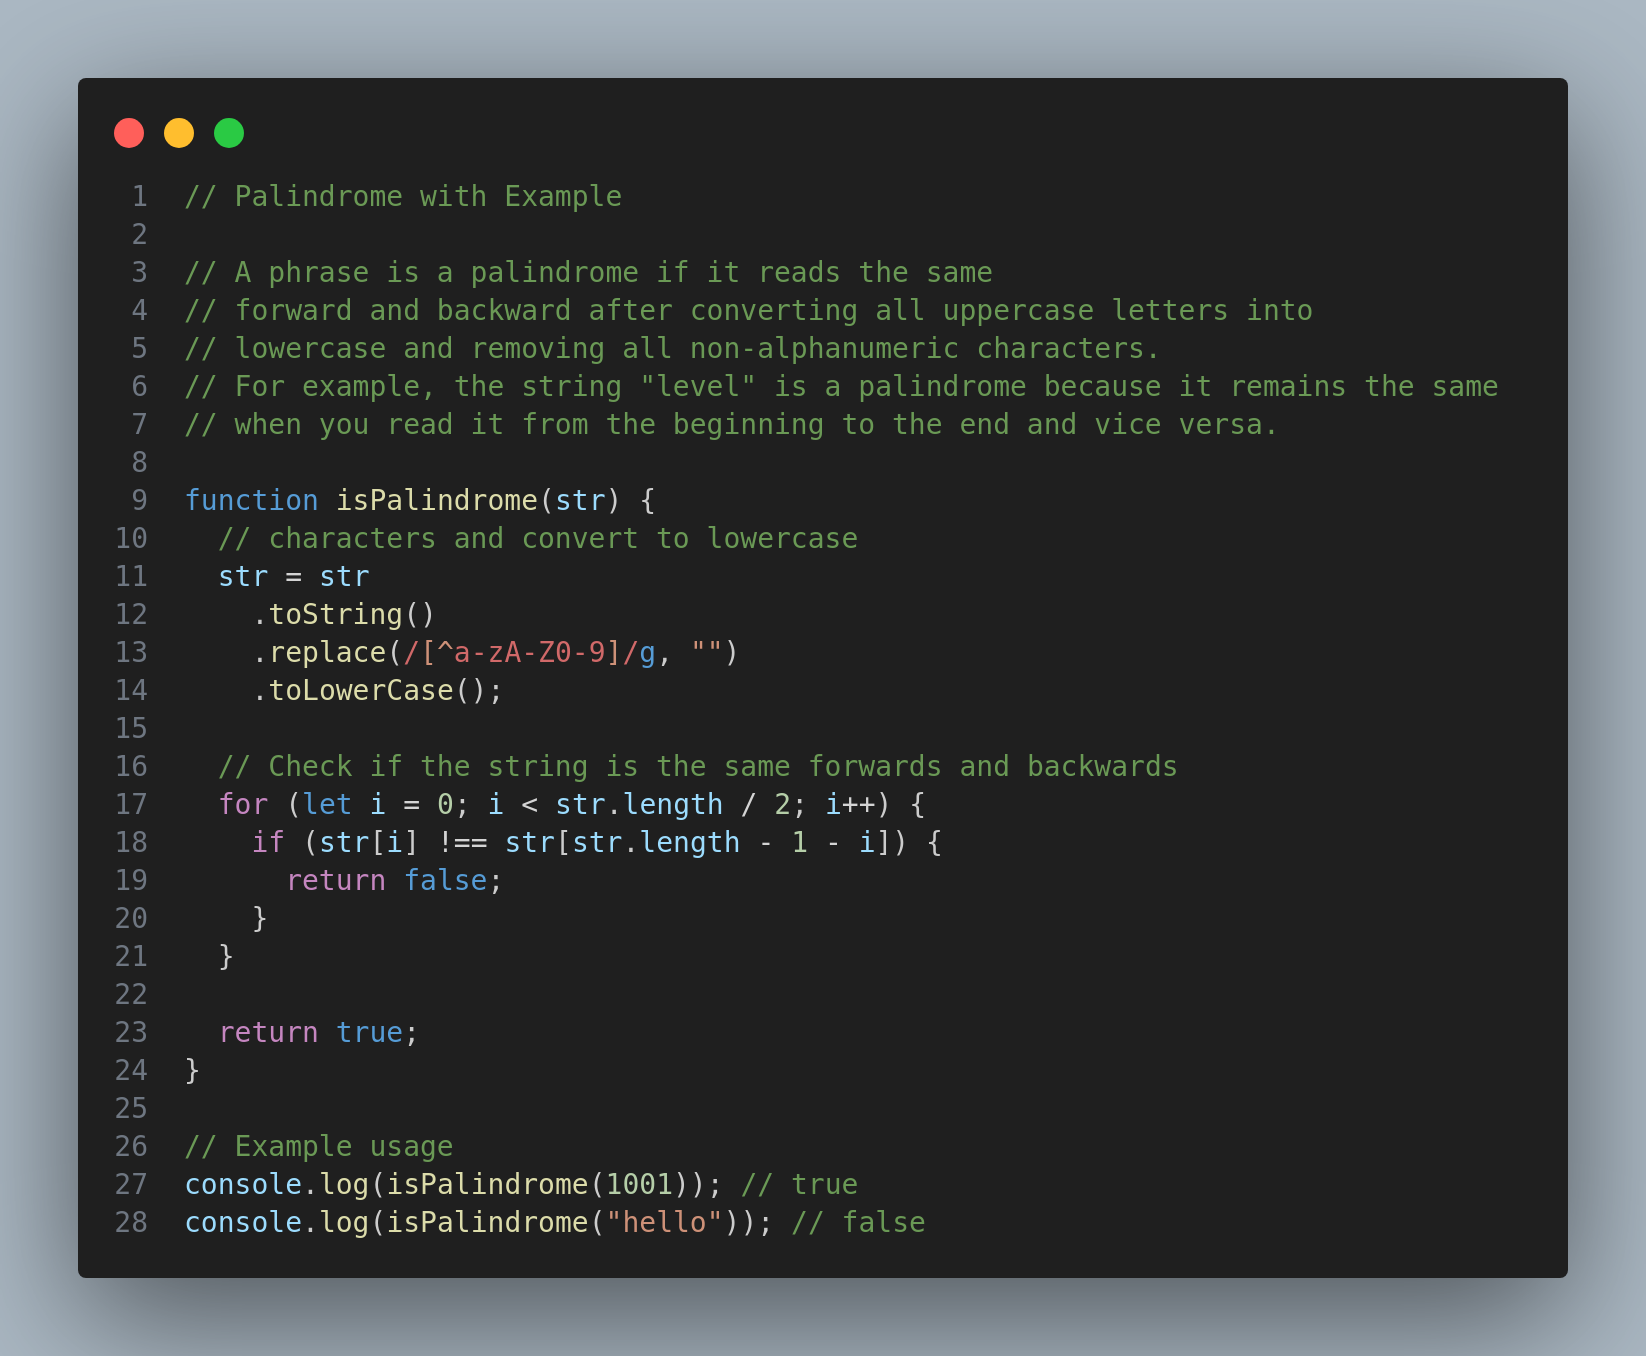 1 // Palindrome with Example
2
3 // A phrase is a palindrome if it reads the same
4 // forward and backward after converting all uppercase letters into
5 // lowercase and removing all non-alphanumeric characters.
6 // For example, the string "level" is a palindrome because it remains the same
7 // when you read it from the beginning to the end and vice versa.
8
9 function isPalindrome(str) {
10   // characters and convert to lowercase
11   str = str
12     .toString()
13     .replace(/[^a-zA-Z0-9]/g, "")
14     .toLowerCase();
15
16   // Check if the string is the same forwards and backwards
17   for (let i = 0; i < str.length / 2; i++) {
18     if (str[i] !== str[str.length - 1 - i]) {
19       return false;
20     }
21   }
22
23   return true;
24 }
25
26 // Example usage
27 console.log(isPalindrome(1001)); // true
28 console.log(isPalindrome("hello")); // false